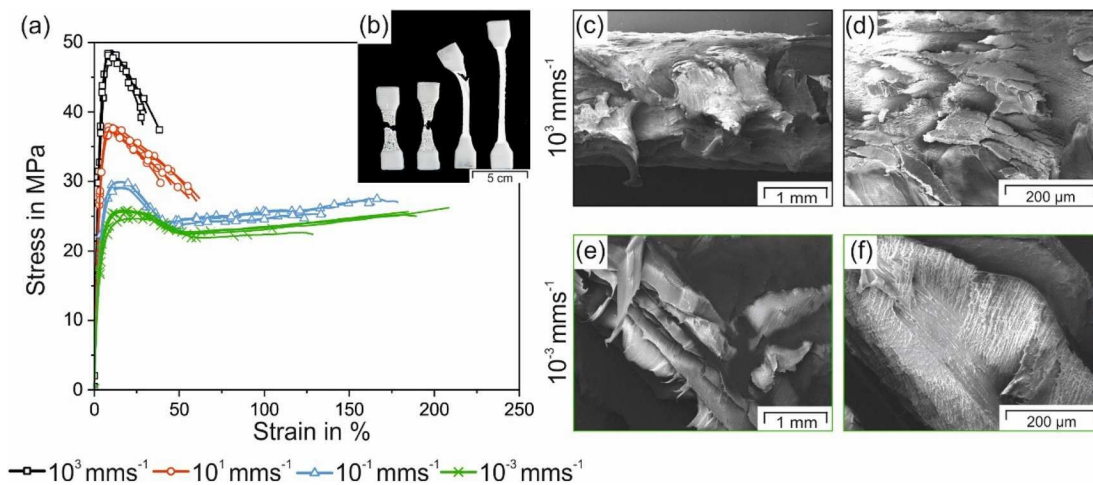 (a)
Stress in MPa
50
40
30
20
10
0
0
50
100
150
200
250
Strain in %
(b)
5 cm
10³ mms⁻¹
(c)
1 mm
(d)
200 µm
10⁻³ mms⁻¹
(e)
1 mm
(f)
200 µm
10³ mms⁻¹ 10¹ mms⁻¹ 10⁻¹ mms⁻¹ 10⁻³ mms⁻¹